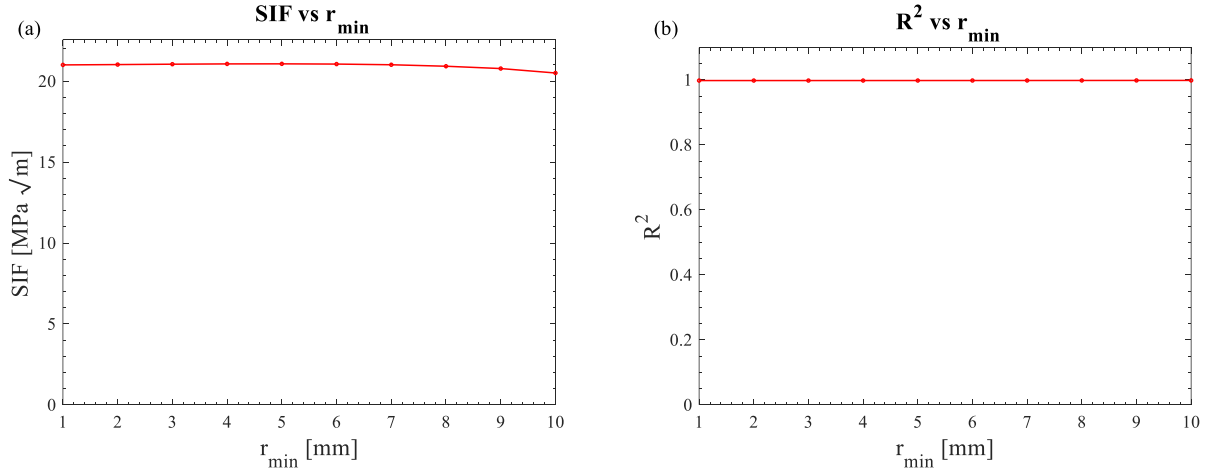 (a)
SIF vs r_min
SIF [MPa √m]
20
15
10
5
0
1 2 3 4 5 6 7 8 9 10
r_min [mm]
(b)
R² vs r_min
R²
1
0.8
0.6
0.4
0.2
0
1 2 3 4 5 6 7 8 9 10
r_min [mm]